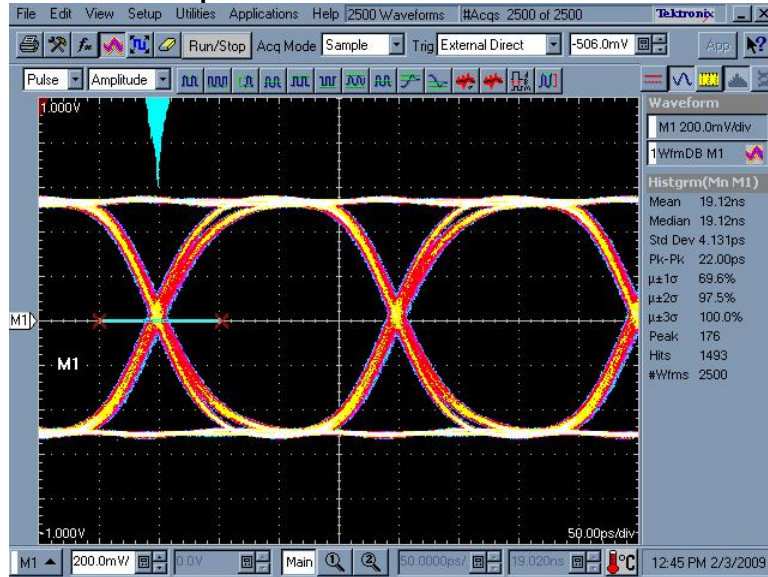 File Edit View Setup Utilities Applications Help 2500 Waveforms #Acqs 2500 of 2500 Tektronix
Run/Stop Acq Mode Sample Trig External Direct -506.0mV App
Pulse Amplitude
1.000V
Waveform
M1 200.0mV/div
1WfmDB M1
Histgrm(Mn M1)
Mean 19.12ns
Median 19.12ns
Std Dev 4.131ps
Pk-Pk 22.00ps
µ±1σ 69.6%
µ±2σ 97.5%
µ±3σ 100.0%
Peak 176
Hits 1493
#Wfms 2500
M1
M1
-1.000V 50.00ps/div
M1 200.0mV/ 0.0V Main 1 2 50.0000ps/ 19.020ns °C 12:45 PM 2/3/2009